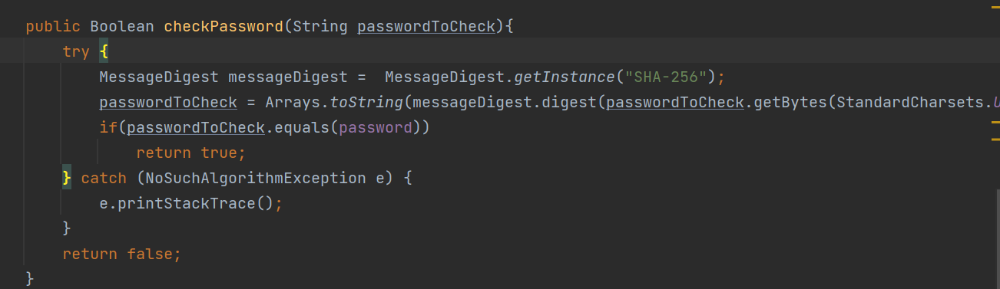 public Boolean checkPassword(String passwordToCheck){
try {
MessageDigest messageDigest =  MessageDigest.getInstance("SHA-256");
passwordToCheck = Arrays.toString(messageDigest.digest(passwordToCheck.getBytes(StandardCharsets.
if(passwordToCheck.equals(password))
return true;
} catch (NoSuchAlgorithmException e) {
e.printStackTrace();
}
return false;
}